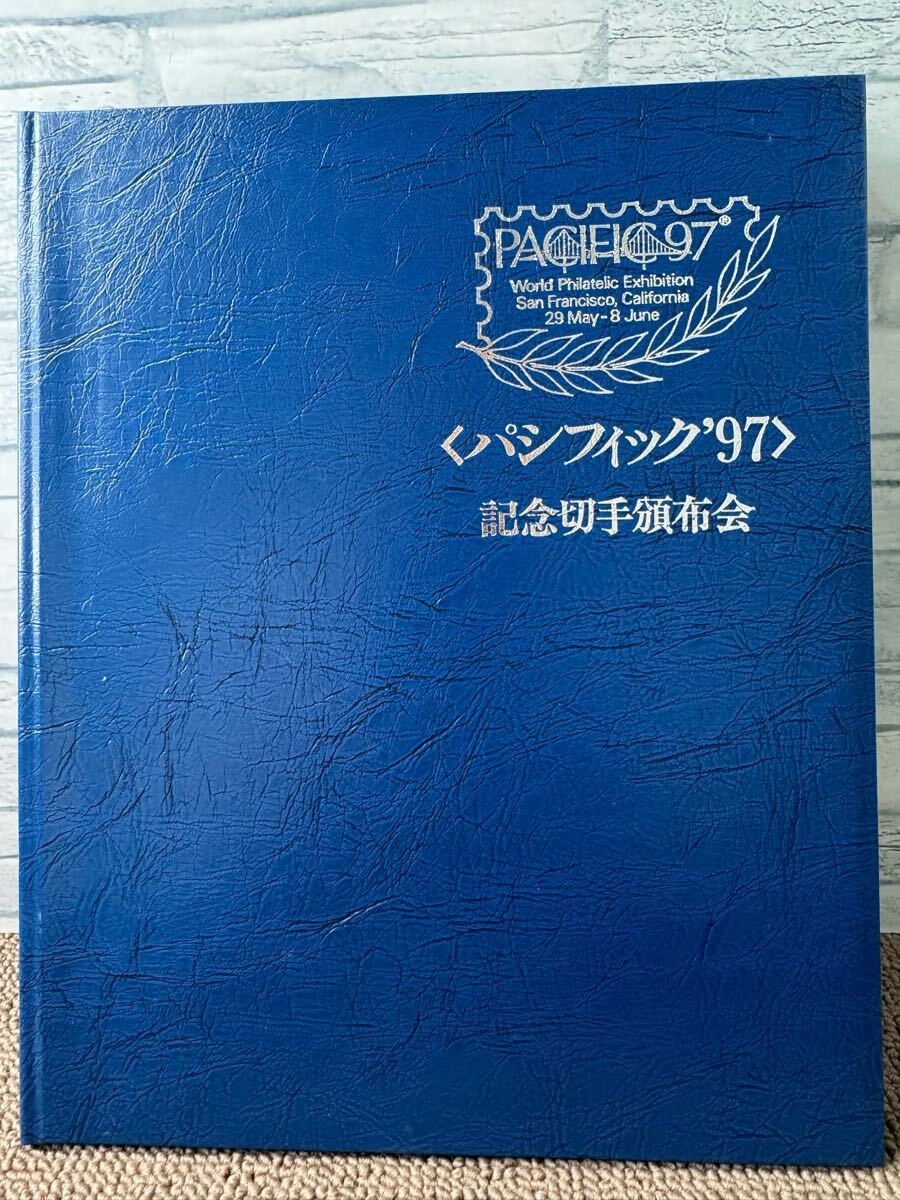 PACIFIC 97®
World Philatelic Exhibition
San Francisco, California
29 May-8 June
〈パシフィック'97〉
記念切手頒布会